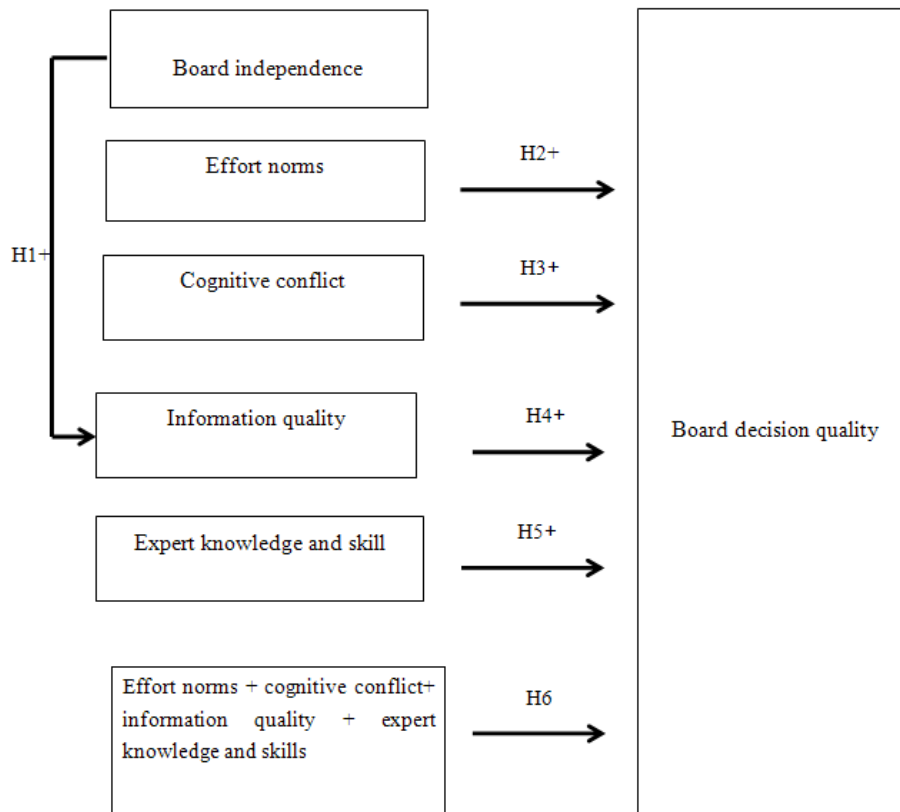 Board independence
Effort norms
H2+
H1+
Cognitive conflict
H3+
Information quality
H4+
Board decision quality
Expert knowledge and skill
H5+
Effort norms + cognitive conflict+
information quality + expert
knowledge and skills
H6